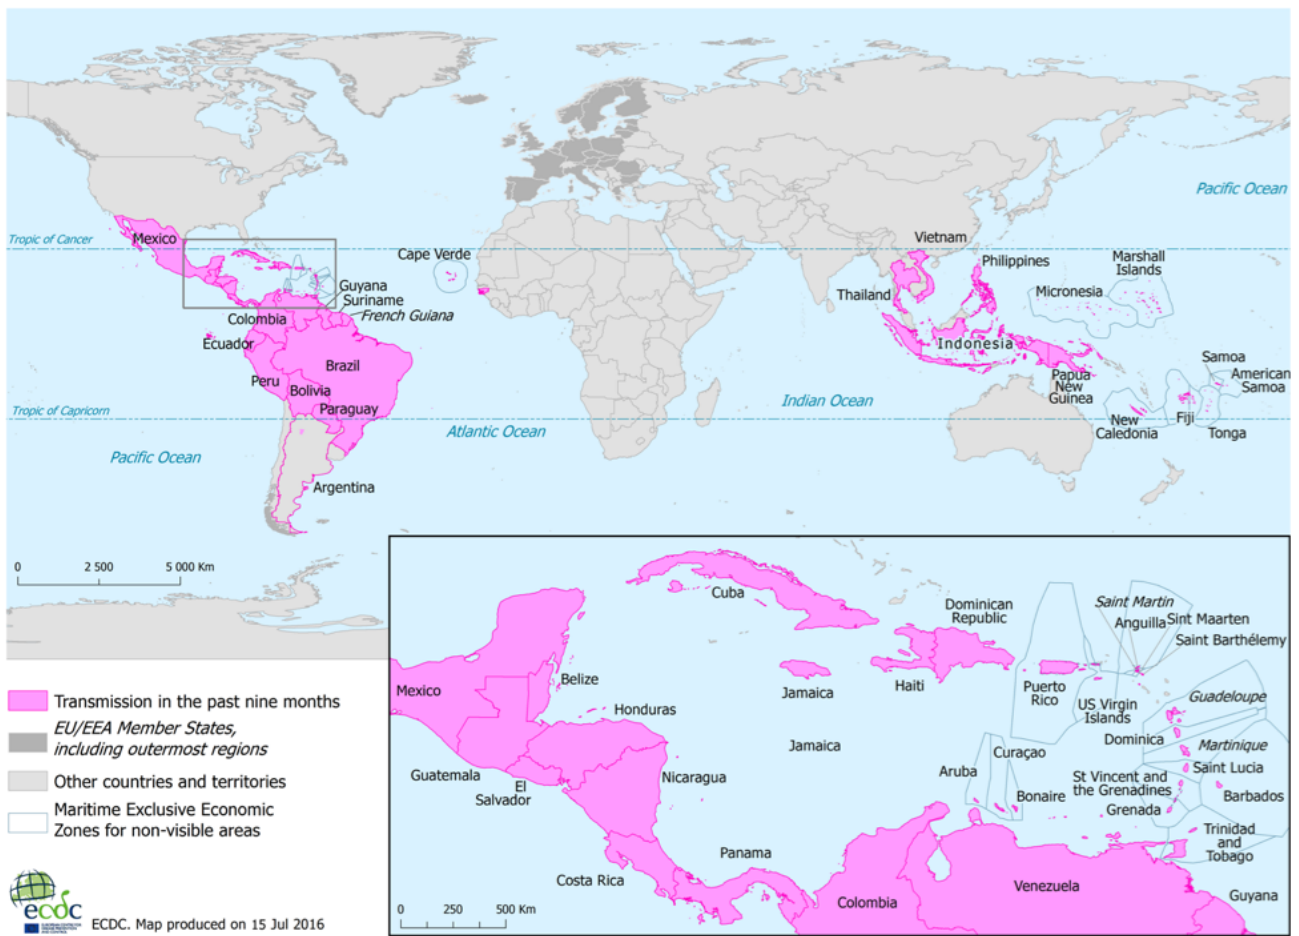 Pacific Ocean
Tropic of Cancer
Mexico
Cape Verde
Vietnam
Philippines
Marshall
Islands
Micronesia
Thailand
Guyana
Suriname
French Guiana
Colombia
Ecuador
Indonesia
Brazil
Peru
Bolivia
Paraguay
Papua
New
Guinea
Samoa
American
Samoa
Indian Ocean
Tropic of Capricorn
Atlantic Ocean
New
Caledonia
Fiji
Tonga
Pacific Ocean
Argentina
0
2 500
5 000 Km
Cuba
Dominican
Republic
Saint Martin
Anguilla
Sint Maarten
Saint Barthélemy
Mexico
Belize
Jamaica
Haiti
Puerto
Rico
US Virgin
Islands
Guadeloupe
Honduras
Dominica
Martinique
Jamaica
Curaçao
Aruba
Bonaire
Saint Lucia
St Vincent and
the Grenadines
Barbados
Grenada
Guatemala
El
Salvador
Nicaragua
Trinidad
and
Tobago
Costa Rica
Panama
Colombia
Venezuela
Guyana
0
250
500 Km
Transmission in the past nine months
EU/EEA Member States,
including outermost regions
Other countries and territories
Maritime Exclusive Economic
Zones for non-visible areas
ecdc
ECDC. Map produced on 15 Jul 2016